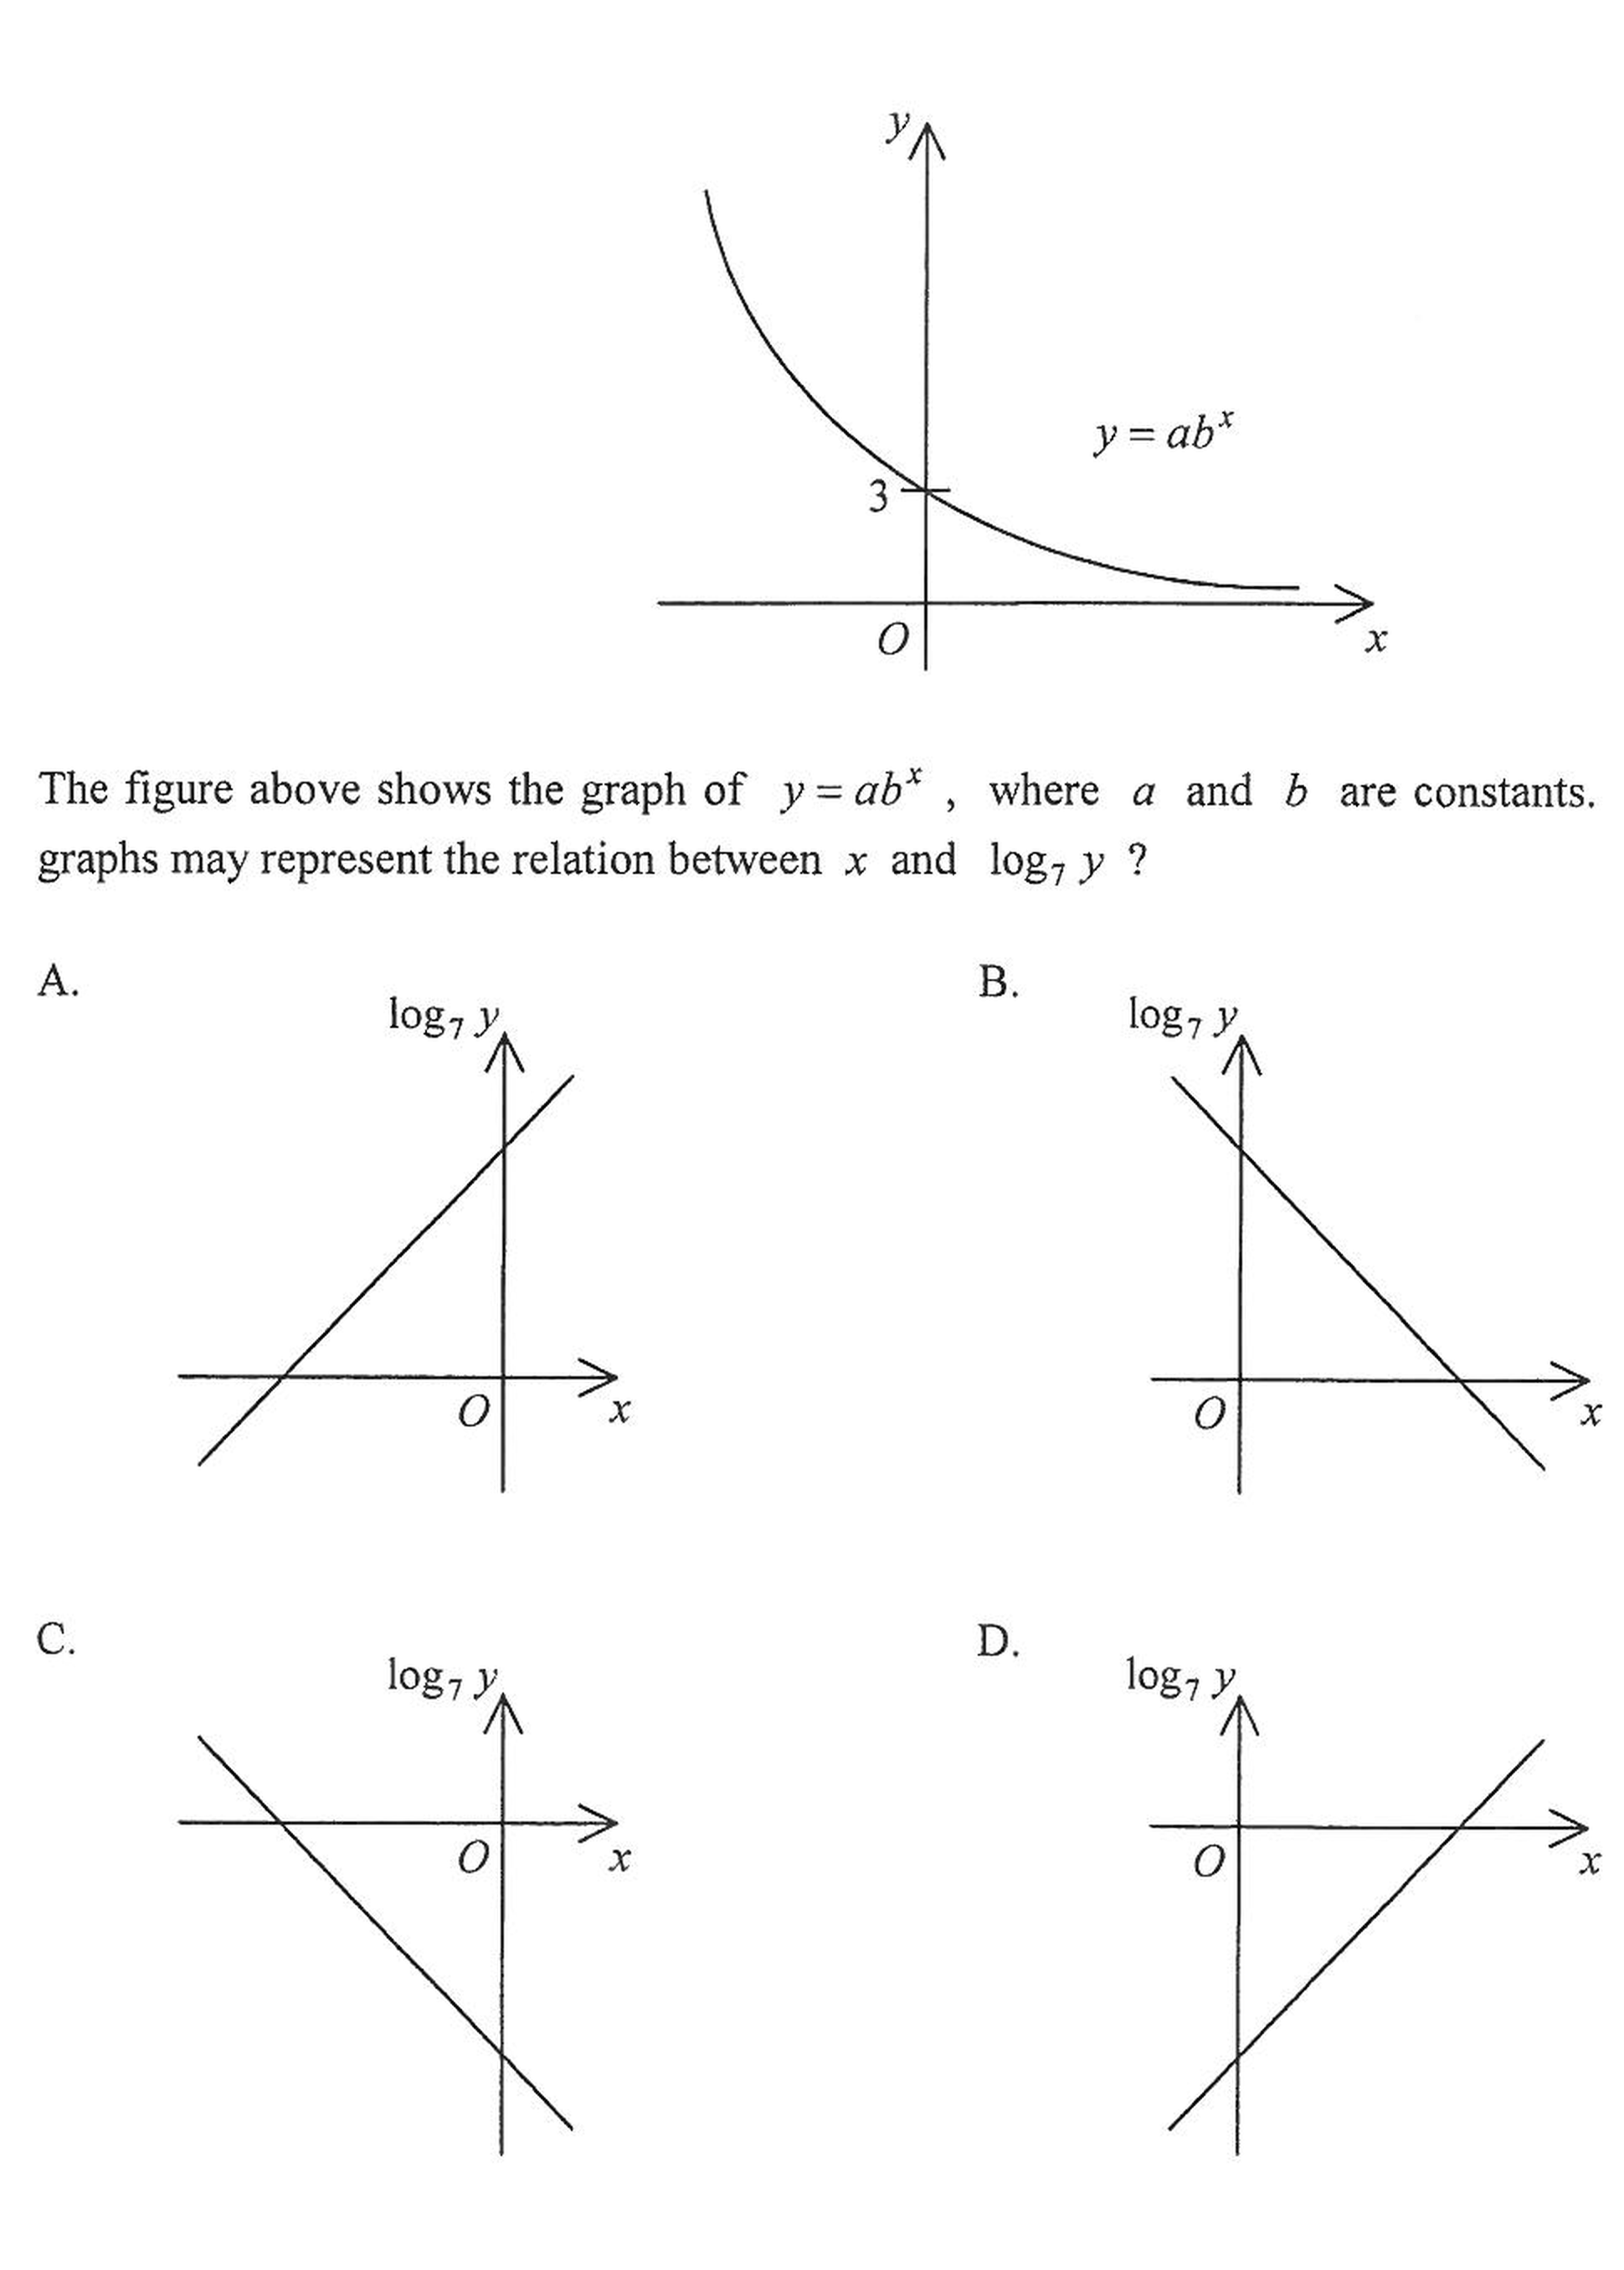 y
y = ab^x
3
O
x
The figure above shows the graph of y = ab^x , where a and b are constants.
graphs may represent the relation between x and log₇ y ?
A.
log₇ y
O
x
B.
log₇ y
O
x
C.
log₇ y
O
x
D.
log₇ y
O
x